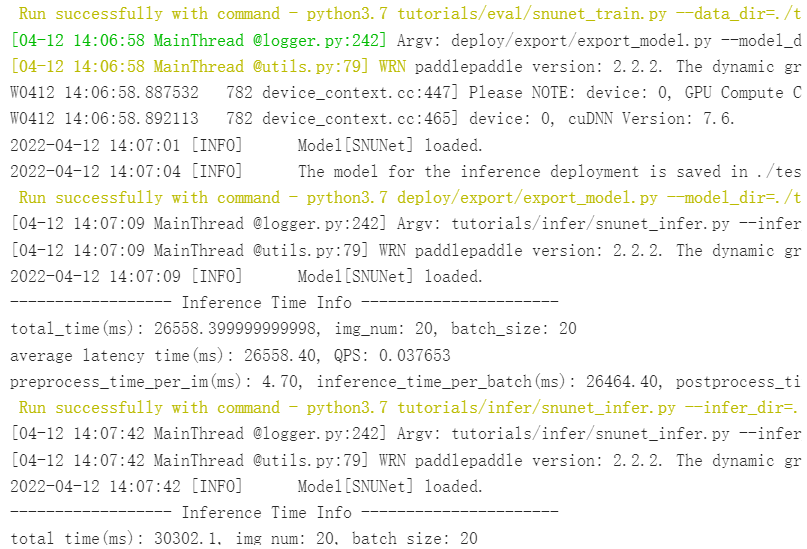 Run successfully with command - python3.7 tutorials/eval/snunet_train.py --data_dir=./t
[04-12 14:06:58 MainThread @logger.py:242] Argv: deploy/export/export_model.py --model_d
[04-12 14:06:58 MainThread @utils.py:79] WRN paddlepaddle version: 2.2.2. The dynamic gr
W0412 14:06:58.887532   782 device_context.cc:447] Please NOTE: device: 0, GPU Compute C
W0412 14:06:58.892113   782 device_context.cc:465] device: 0, cuDNN Version: 7.6.
2022-04-12 14:07:01 [INFO]      Model[SNUNet] loaded.
2022-04-12 14:07:04 [INFO]      The model for the inference deployment is saved in ./tes
Run successfully with command - python3.7 deploy/export/export_model.py --model_dir=./t
[04-12 14:07:09 MainThread @logger.py:242] Argv: tutorials/infer/snunet_infer.py --infer
[04-12 14:07:09 MainThread @utils.py:79] WRN paddlepaddle version: 2.2.2. The dynamic gr
2022-04-12 14:07:09 [INFO]      Model[SNUNet] loaded.
------------------ Inference Time Info ----------------------
total_time(ms): 26558.399999999998, img_num: 20, batch_size: 20
average latency time(ms): 26558.40, QPS: 0.037653
preprocess_time_per_im(ms): 4.70, inference_time_per_batch(ms): 26464.40, postprocess_ti
Run successfully with command - python3.7 tutorials/infer/snunet_infer.py --infer_dir=.
[04-12 14:07:42 MainThread @logger.py:242] Argv: tutorials/infer/snunet_infer.py --infer
[04-12 14:07:42 MainThread @utils.py:79] WRN paddlepaddle version: 2.2.2. The dynamic gr
2022-04-12 14:07:42 [INFO]      Model[SNUNet] loaded.
------------------ Inference Time Info ----------------------
total_time(ms): 30302.1, img_num: 20, batch_size: 20